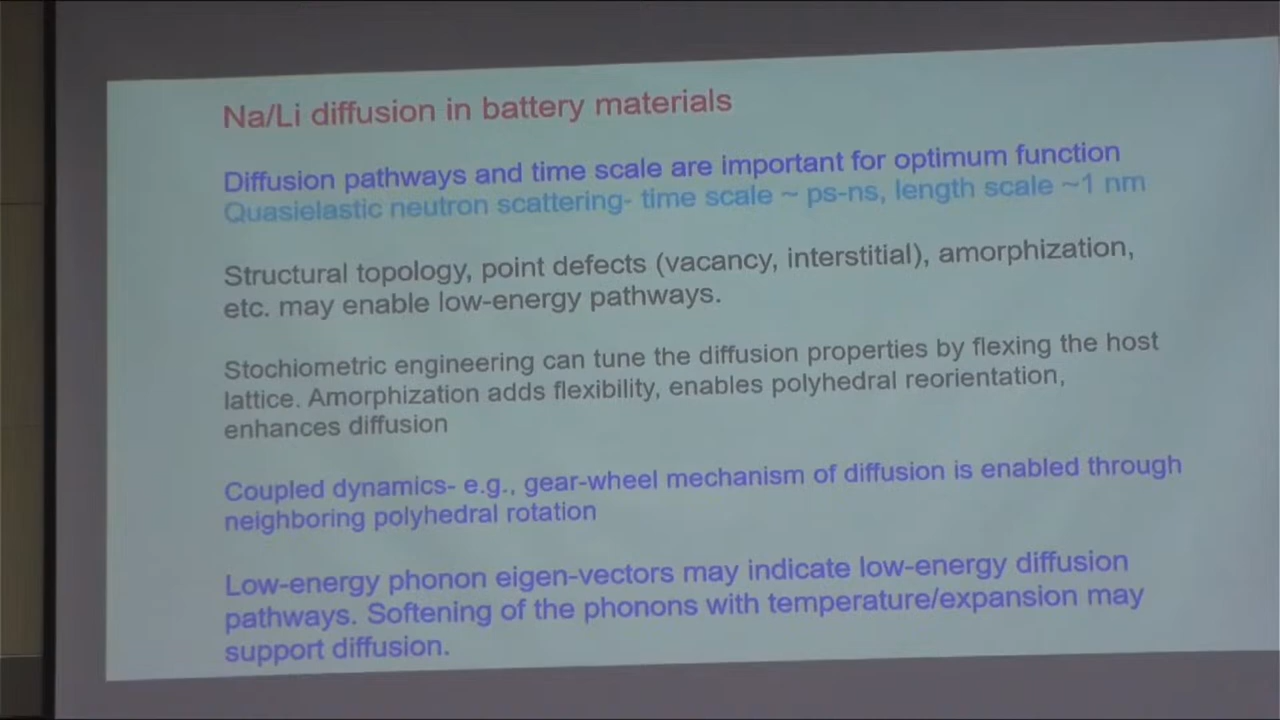 Na/Li diffusion in battery materials
Diffusion pathways and time scale are important for optimum function
Quasielastic neutron scattering- time scale ~ ps-ns, length scale ~1 nm
Structural topology, point defects (vacancy, interstitial), amorphization,
etc. may enable low-energy pathways.
Stochiometric engineering can tune the diffusion properties by flexing the host
lattice. Amorphization adds flexibility, enables polyhedral reorientation,
enhances diffusion
Coupled dynamics- e.g., gear-wheel mechanism of diffusion is enabled through
neighboring polyhedral rotation
Low-energy phonon eigen-vectors may indicate low-energy diffusion
pathways. Softening of the phonons with temperature/expansion may
support diffusion.